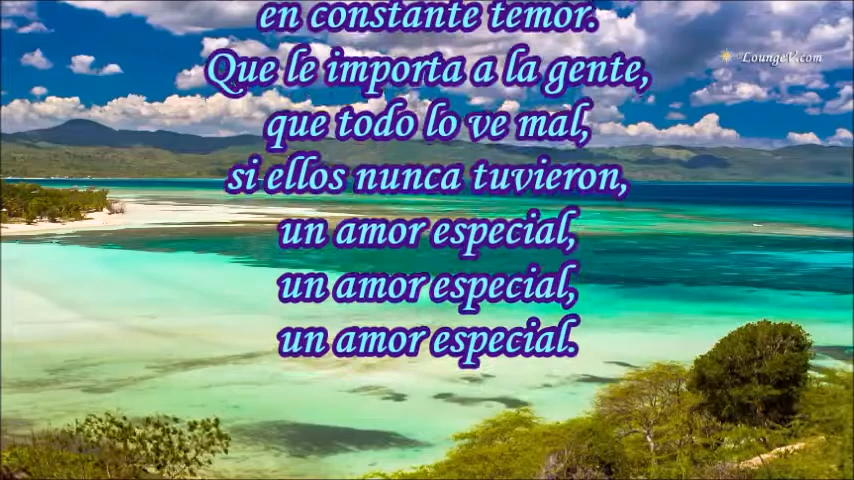 en constante temor.
LoungeV.com
Que le importa a la gente,
que todo lo ve mal,
si ellos nunca tuvieron,
un amor especial,
un amor especial,
un amor especial.